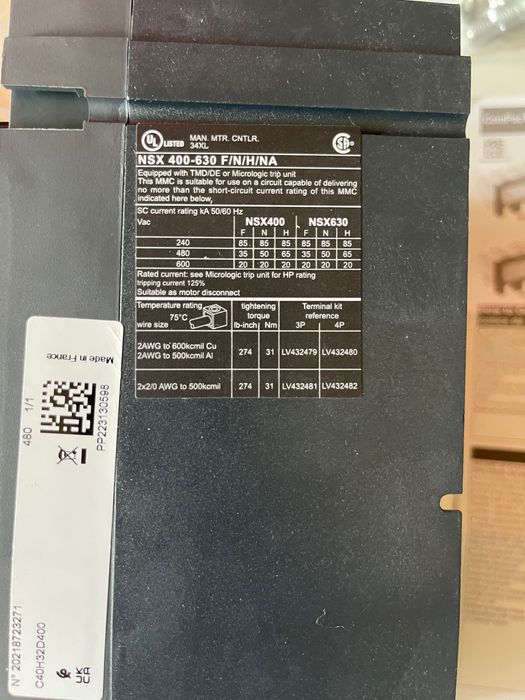 UL LISTED
MAN. MTR. CNTLR.
34XL
NSX 400-630 F/N/H/NA
Equipped with TMD/DE or Micrologic trip unit
This MMC is suitable for use on a circuit capable of delivering
no more than the short-circuit current rating of this MMC
indicated here below,
SC current rating kA 50/60 Hz
Vac NSX400 NSX630
F N H F N H
240 85 85 85 85 85 85
480 35 50 65 35 50 65
600 20 20 20 20 20 20
Rated current: see Micrologic trip unit for HP rating
tripping current 125%
Suitable as motor disconnect
Temperature rating tightening Terminal kit
75°C torque reference
wire size lb-inch Nm 3P 4P
2AWG to 600kcmil Cu
2AWG to 500kcmil Al 274 31 LV432479 LV432480
2x2/0 AWG to 500kcmil 274 31 LV432481 LV432482
Made in France
PP223130598
480 1/1
N° 20218723271
C40H32D400
UK
CA